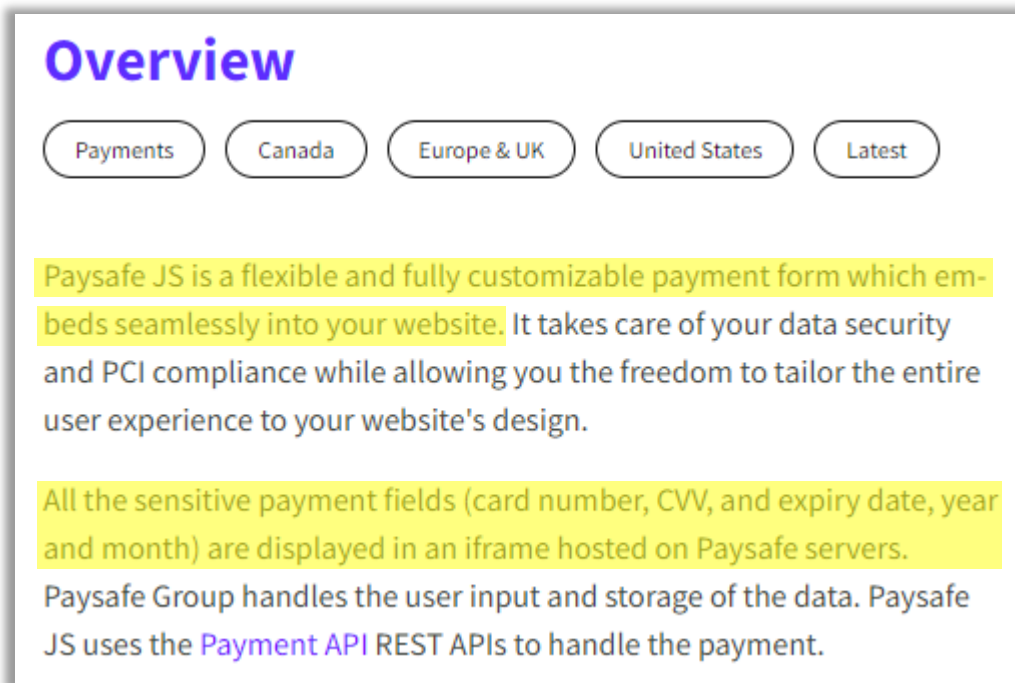 Overview
Payments Canada Europe & UK United States Latest
Paysafe JS is a flexible and fully customizable payment form which em-
beds seamlessly into your website. It takes care of your data security
and PCI compliance while allowing you the freedom to tailor the entire
user experience to your website's design.
All the sensitive payment fields (card number, CVV, and expiry date, year
and month) are displayed in an iframe hosted on Paysafe servers.
Paysafe Group handles the user input and storage of the data. Paysafe
JS uses the Payment API REST APIs to handle the payment.